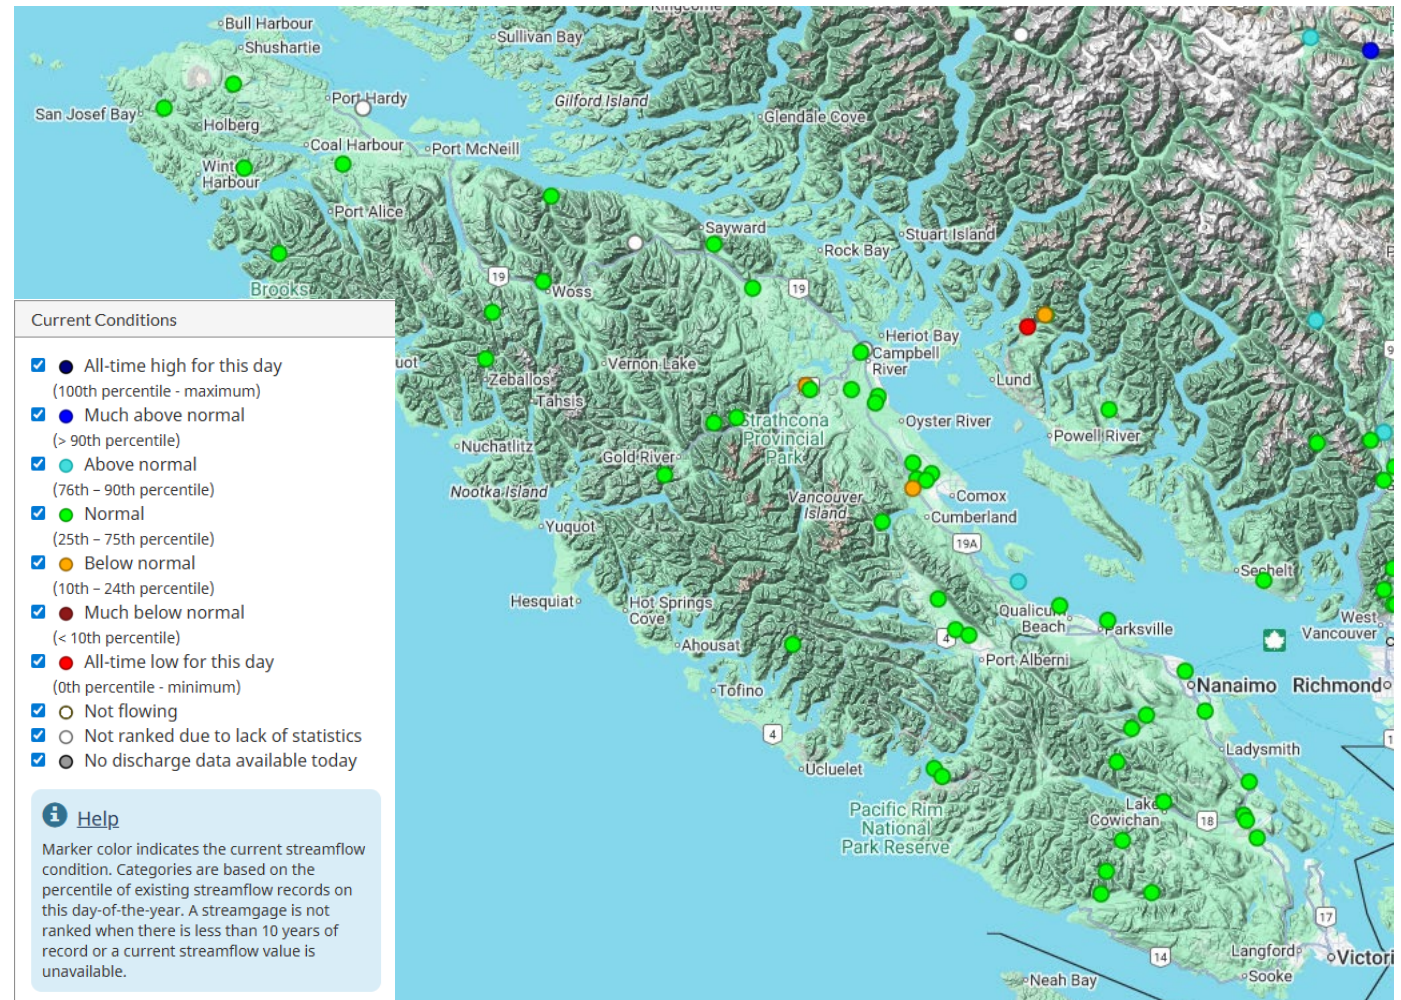 Bull Harbour
Shushartie
Sullivan Bay
Port Hardy
San Josef Bay
Holberg
Gilford Island
Glendale Cove
Coal Harbour
Port McNeill
Harbour
Port Alice
Sayward
Stuart Island
Rock Bay
19
19
Woss
Brooks
Current Conditions
All-time high for this day
(100th percentile - maximum)
Much above normal
(> 90th percentile)
Above normal
(76th – 90th percentile)
Normal
(25th – 75th percentile)
Below normal
(10th – 24th percentile)
Much below normal
(< 10th percentile)
All-time low for this day
(0th percentile - minimum)
Not flowing
Not ranked due to lack of statistics
No discharge data available today
Help
Marker color indicates the current streamflow
condition. Categories are based on the
percentile of existing streamflow records on
this day-of-the-year. A streamgage is not
ranked when there is less than 10 years of
record or a current streamflow value is
unavailable.
Heriot Bay
Campbell
River
uot
Vernon Lake
Zeballos
Tahsis
Lund
Oyster River
Strathcona
Provincial
Park
Powell River
Nuchatlitz
Gold River
Nootka Island
Vancouver
Island
Comox
Cumberland
Yuquot
19A
Sechelt
Hesquiat
Hot Springs
Cove
Qualicum
Beach
Parksville
West
Vancouver
4
Ahousat
Port Alberni
Tofino
Nanaimo
Richmond
4
Ladysmith
Ucluelet
Pacific Rim
National
Park Reserve
Lake
Cowichan
18
17
14
Langford
Victori
Sooke
Neah Bay